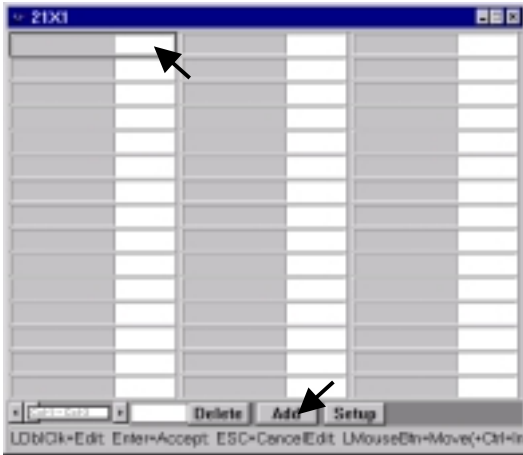 21X1
Delete Add Setup
LDblClk=Edit Enter=Accept ESC=CancelEdit LMouseBtn=Move(+Ctrl=In